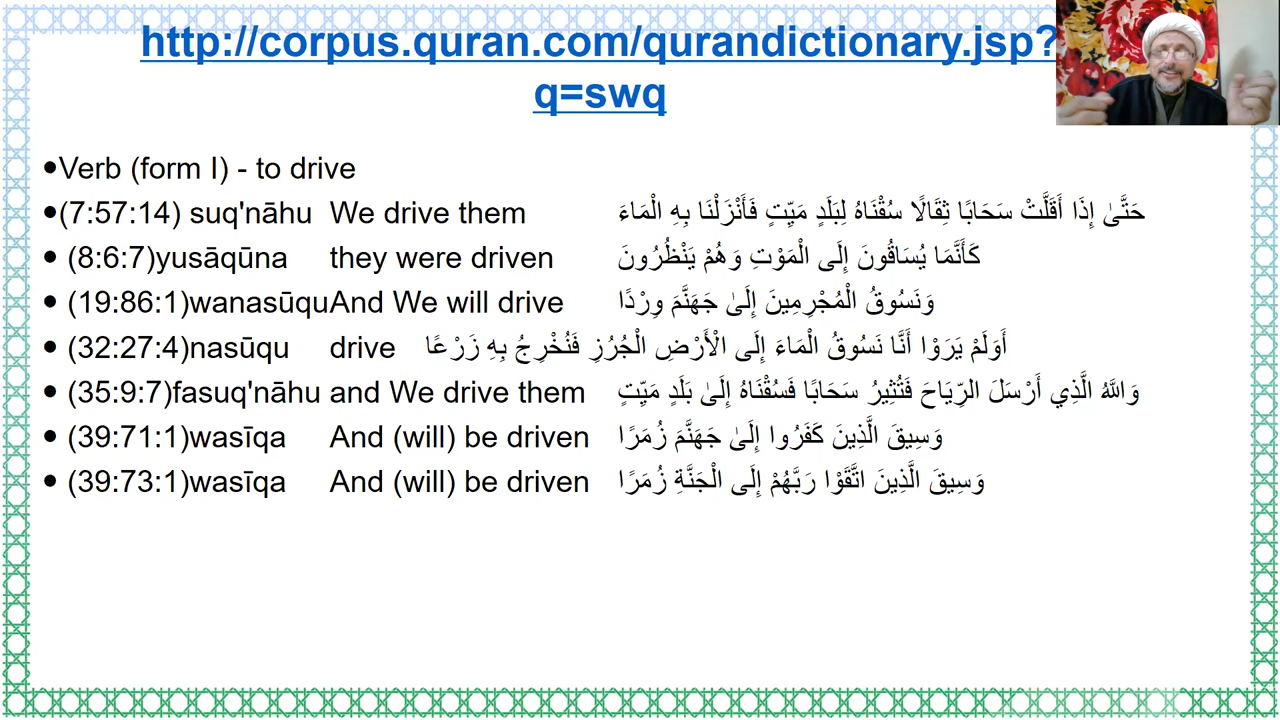 http://corpus.quran.com/qurandictionary.jsp?
q=swq
•Verb (form I) - to drive
•(7:57:14) suq'nāhu We drive them حَتَّىٰ إِذَا أَقَلَّتْ سَحَابًا ثِقَالًا سُقْنَاهُ لِبَلَدٍ مَيِّتٍ فَأَنْزَلْنَا بِهِ الْمَاءَ
• (8:6:7)yusāqūna they were driven كَأَنَّمَا يُسَاقُونَ إِلَى الْمَوْتِ وَهُمْ يَنْظُرُونَ
• (19:86:1)wanasūquAnd We will drive وَنَسُوقُ الْمُجْرِمِينَ إِلَىٰ جَهَنَّمَ وِرْدًا
• (32:27:4)nasūqu drive أَوَلَمْ يَرَوْا أَنَّا نَسُوقُ الْمَاءَ إِلَى الْأَرْضِ الْجُرُزِ فَنُخْرِجُ بِهِ زَرْعًا
• (35:9:7)fasuq'nāhu and We drive them وَاللَّهُ الَّذِي أَرْسَلَ الرِّيَاحَ فَتُثِيرُ سَحَابًا فَسُقْنَاهُ إِلَىٰ بَلَدٍ مَيِّتٍ
• (39:71:1)wasīqa And (will) be driven وَسِيقَ الَّذِينَ كَفَرُوا إِلَىٰ جَهَنَّمَ زُمَرًا
• (39:73:1)wasīqa And (will) be driven وَسِيقَ الَّذِينَ اتَّقَوْا رَبَّهُمْ إِلَى الْجَنَّةِ زُمَرًا